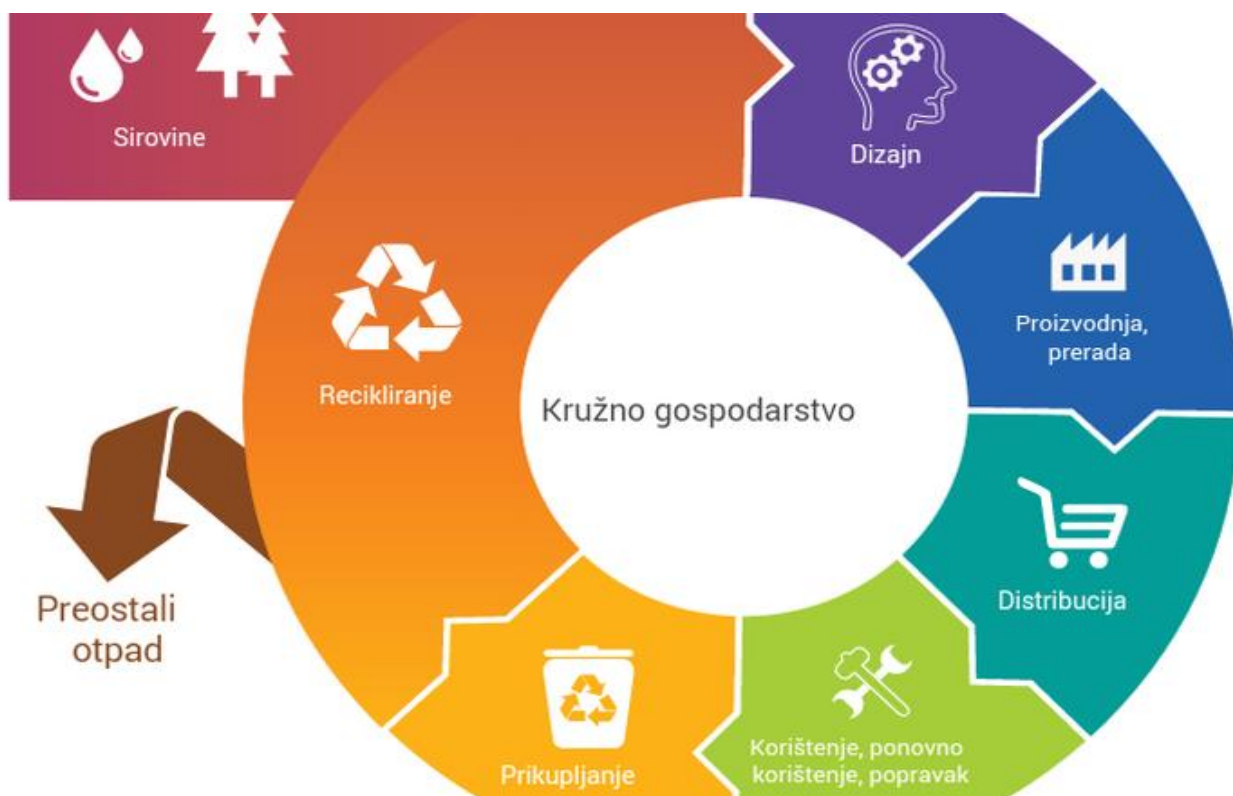 Sirovine
Dizajn
Proizvodnja,
prerada
Recikliranje
Kružno gospodarstvo
Distribucija
Preostali
otpad
Korištenje, ponovno
korištenje, popravak
Prikupljanje